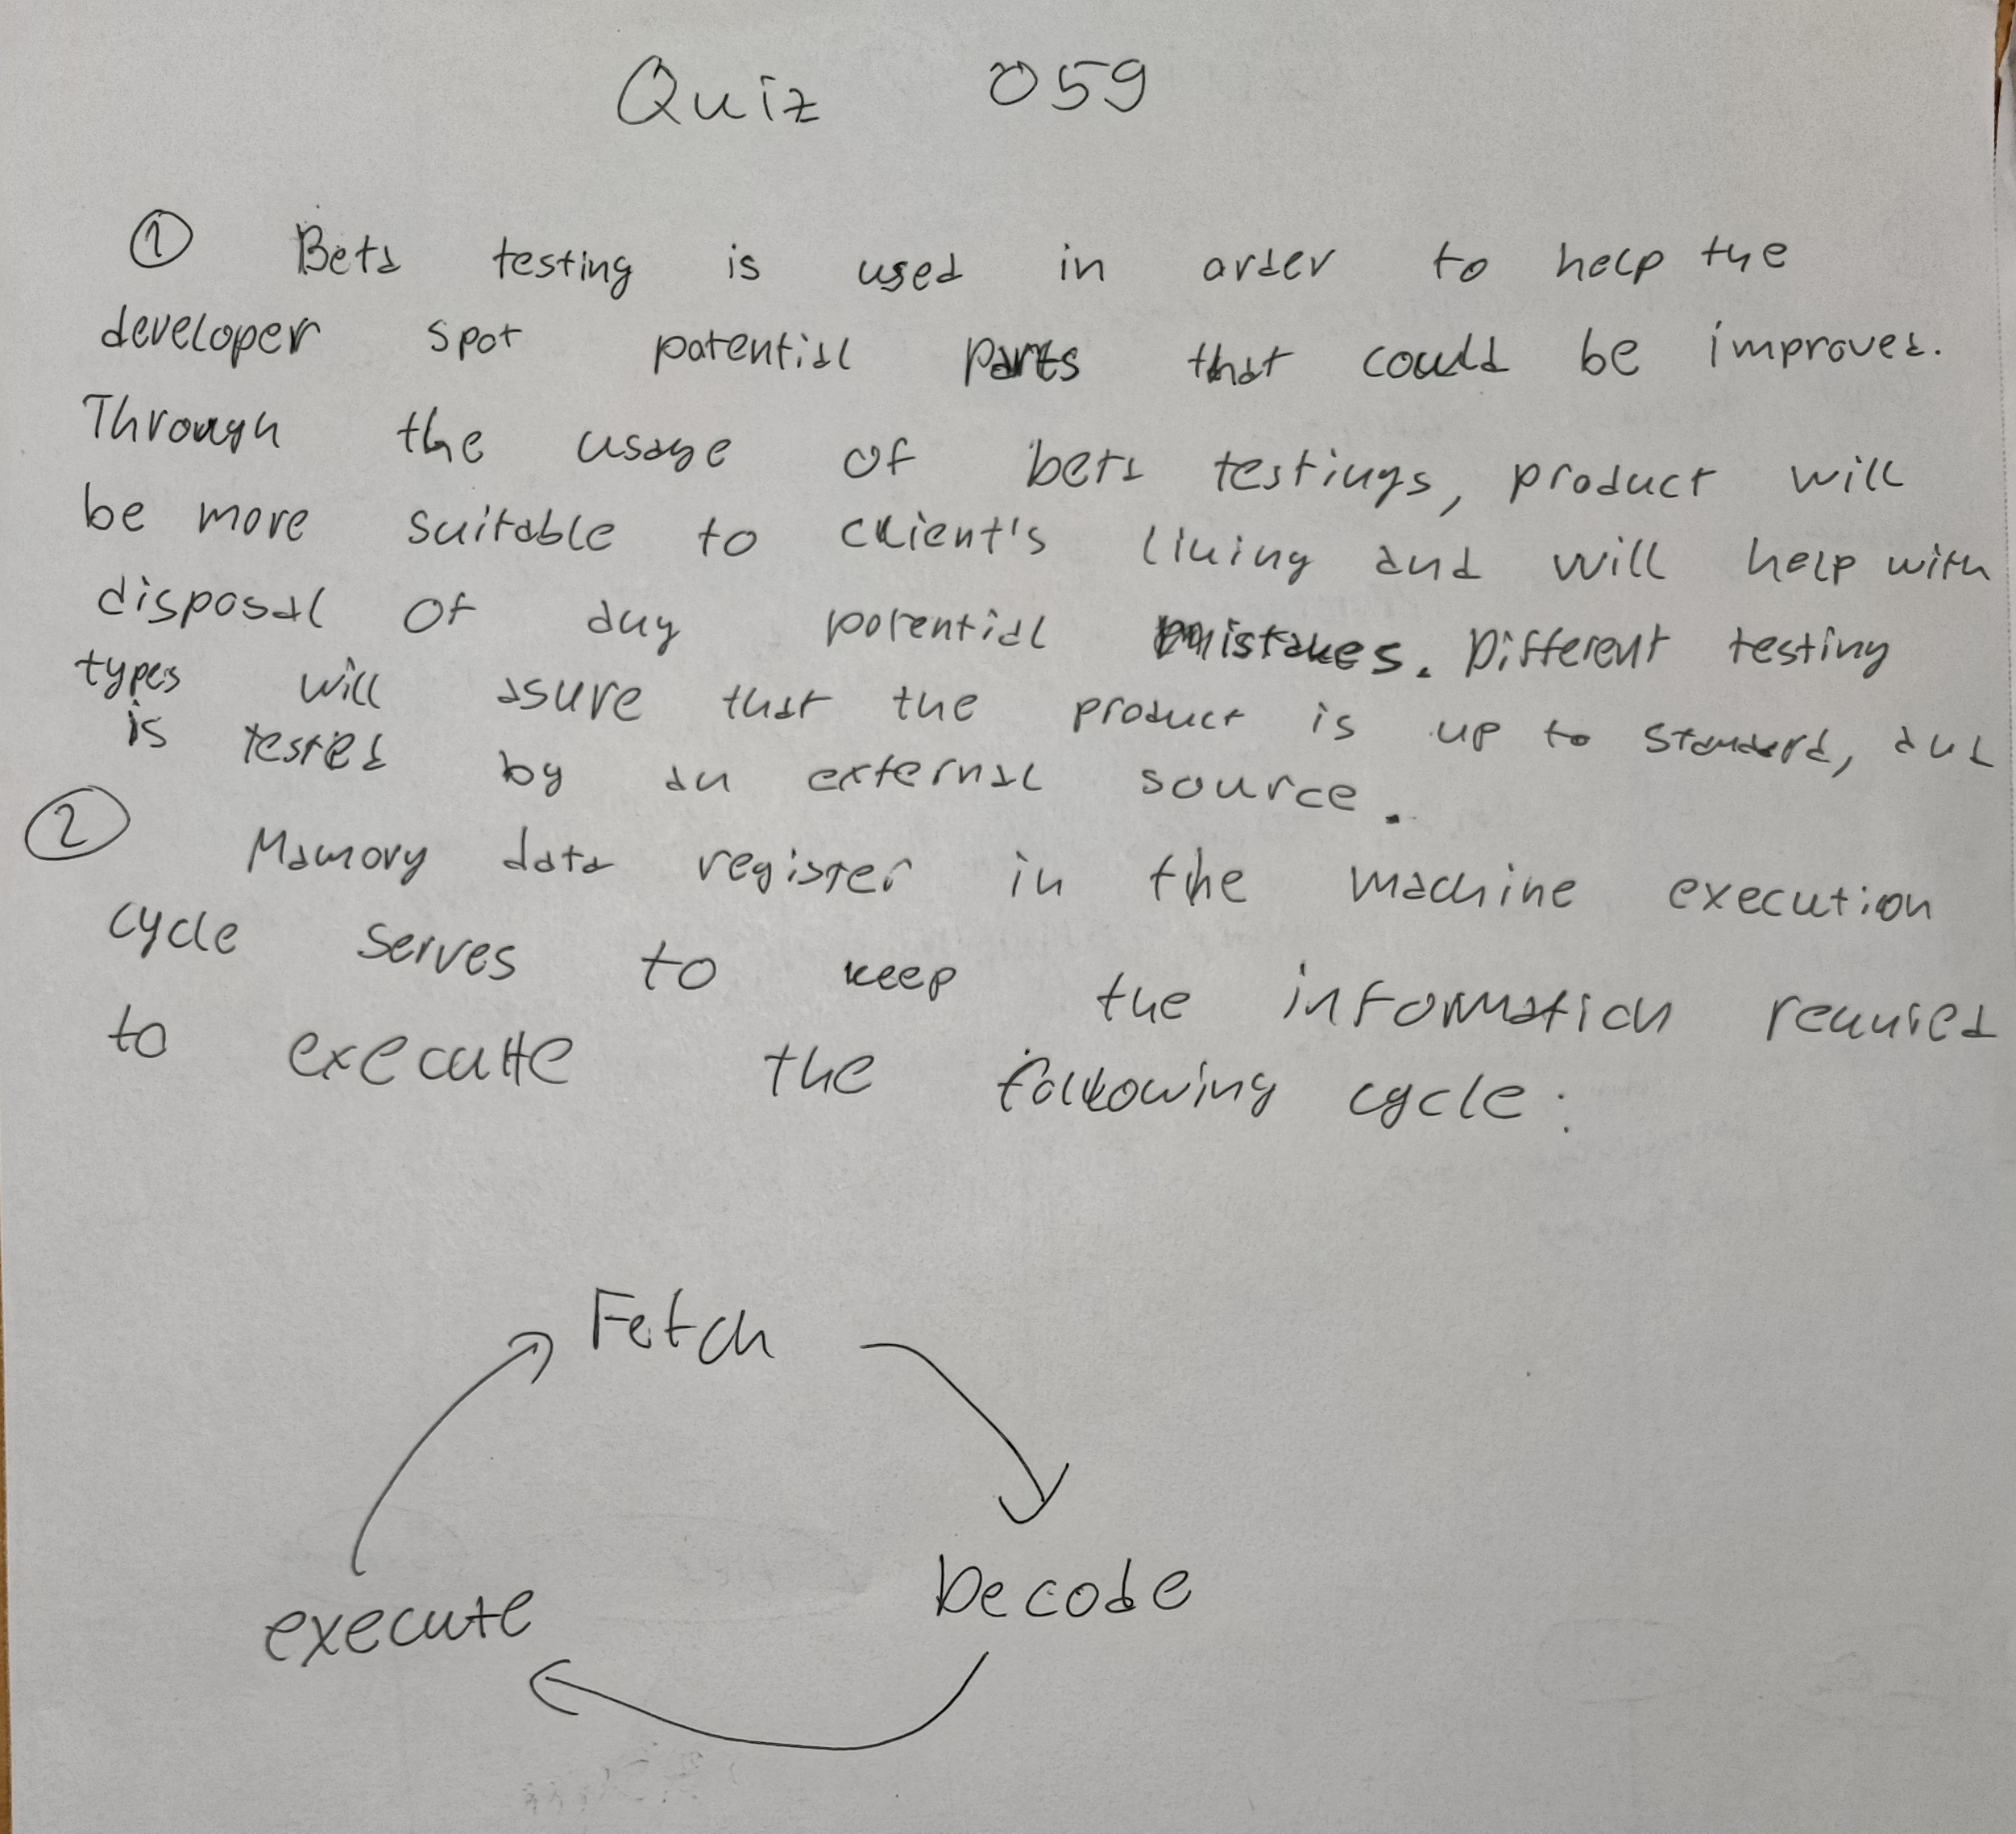 Quiz 059
① Beta testing is used in order to help the
developer spot potential parts that could be improved.
Through the usage of beta testings, product will
be more suitable to client's liking and will help with
disposal of any potential mistakes. Different testing
types will asure that the product is up to standard, and
is tested by an external source.
② Mamory data register in the machine execution
cycle serves to keep the information required
to execute the following cycle:
Fetch
Decode
execute